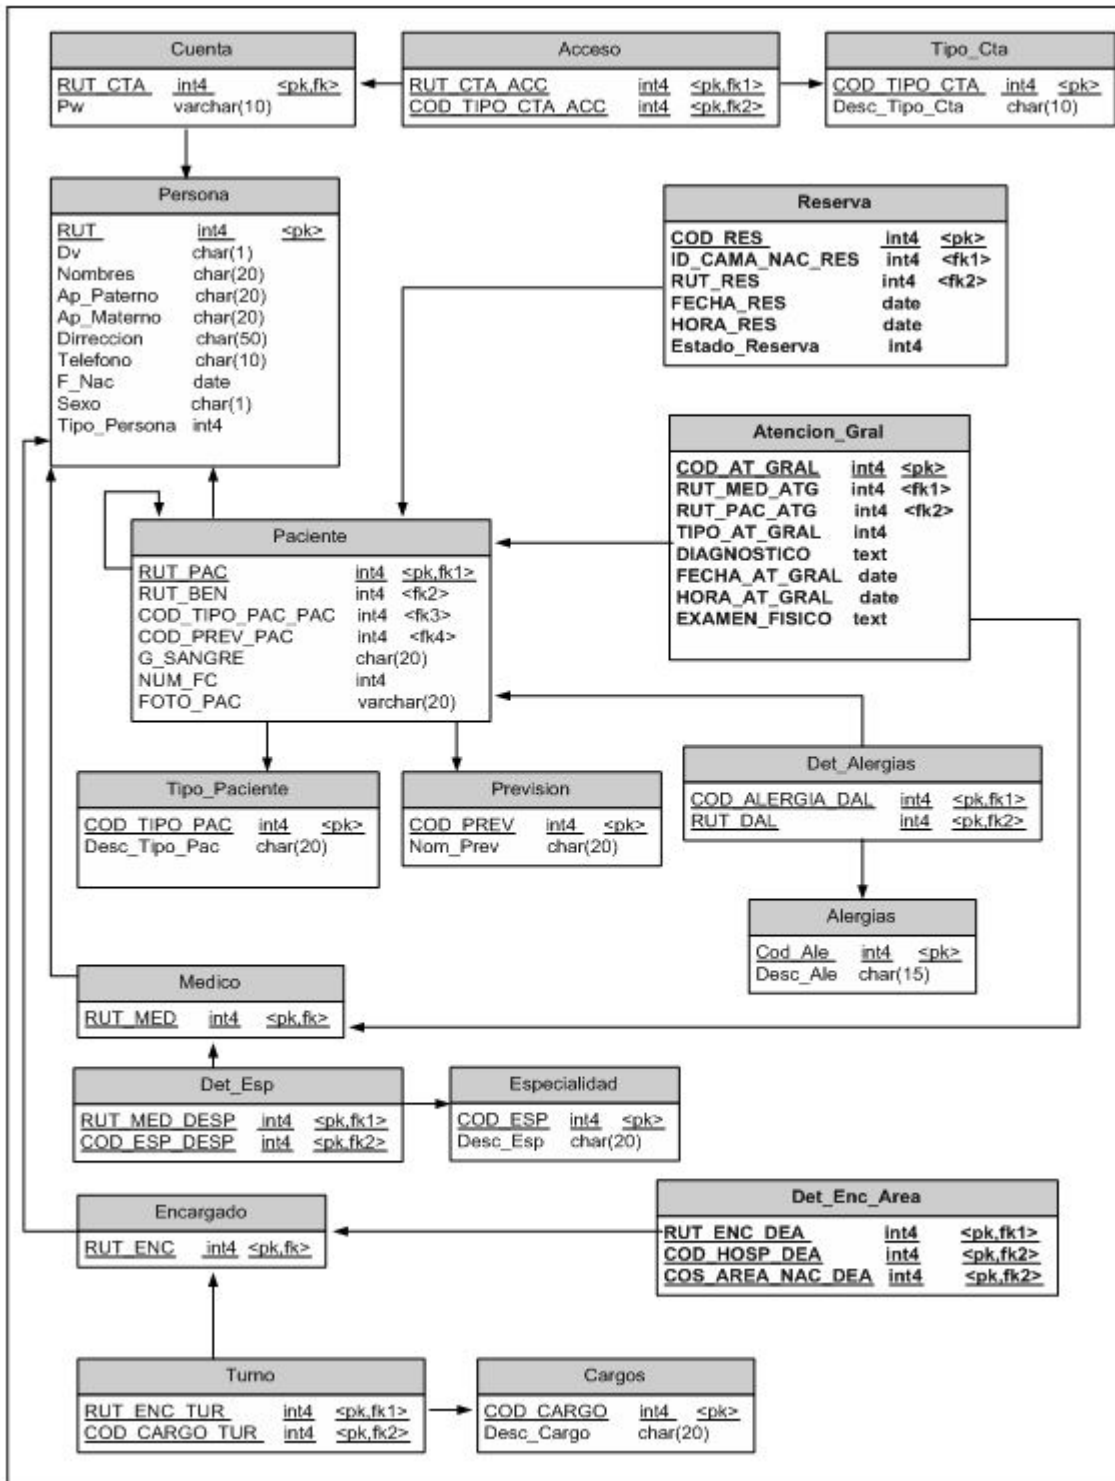 Cuenta
RUT_CTA int4 <pk,fk>
Pw varchar(10)
Acceso
RUT_CTA_ACC int4 <pk,fk1>
COD_TIPO_CTA_ACC int4 <pk,fk2>
Tipo_Cta
COD_TIPO_CTA int4 <pk>
Desc_Tipo_Cta char(10)
Persona
RUT int4 <pk>
Dv char(1)
Nombres char(20)
Ap_Paterno char(20)
Ap_Materno char(20)
Dirreccion char(50)
Telefono char(10)
F_Nac date
Sexo char(1)
Tipo_Persona int4
Reserva
COD_RES int4 <pk>
ID_CAMA_NAC_RES int4 <fk1>
RUT_RES int4 <fk2>
FECHA_RES date
HORA_RES date
Estado_Reserva int4
Atencion_Gral
COD_AT_GRAL int4 <pk>
RUT_MED_ATG int4 <fk1>
RUT_PAC_ATG int4 <fk2>
TIPO_AT_GRAL int4
DIAGNOSTICO text
FECHA_AT_GRAL date
HORA_AT_GRAL date
EXAMEN_FISICO text
Paciente
RUT_PAC int4 <pk,fk1>
RUT_BEN int4 <fk2>
COD_TIPO_PAC_PAC int4 <fk3>
COD_PREV_PAC int4 <fk4>
G_SANGRE char(20)
NUM_FC int4
FOTO_PAC varchar(20)
Tipo_Paciente
COD_TIPO_PAC int4 <pk>
Desc_Tipo_Pac char(20)
Prevision
COD_PREV int4 <pk>
Nom_Prev char(20)
Det_Alergias
COD_ALERGIA_DAL int4 <pk,fk1>
RUT_DAL int4 <pk,fk2>
Alergias
Cod_Ale int4 <pk>
Desc_Ale char(15)
Medico
RUT_MED int4 <pk,fk>
Det_Esp
RUT_MED_DESP int4 <pk,fk1>
COD_ESP_DESP int4 <pk,fk2>
Especialidad
COD_ESP int4 <pk>
Desc_Esp char(20)
Encargado
RUT_ENC int4 <pk,fk>
Det_Enc_Area
RUT_ENC_DEA int4 <pk,fk1>
COD_HOSP_DEA int4 <pk,fk2>
COS_AREA_NAC_DEA int4 <pk,fk2>
Turno
RUT_ENC_TUR int4 <pk,fk1>
COD_CARGO_TUR int4 <pk,fk2>
Cargos
COD_CARGO int4 <pk>
Desc_Cargo char(20)